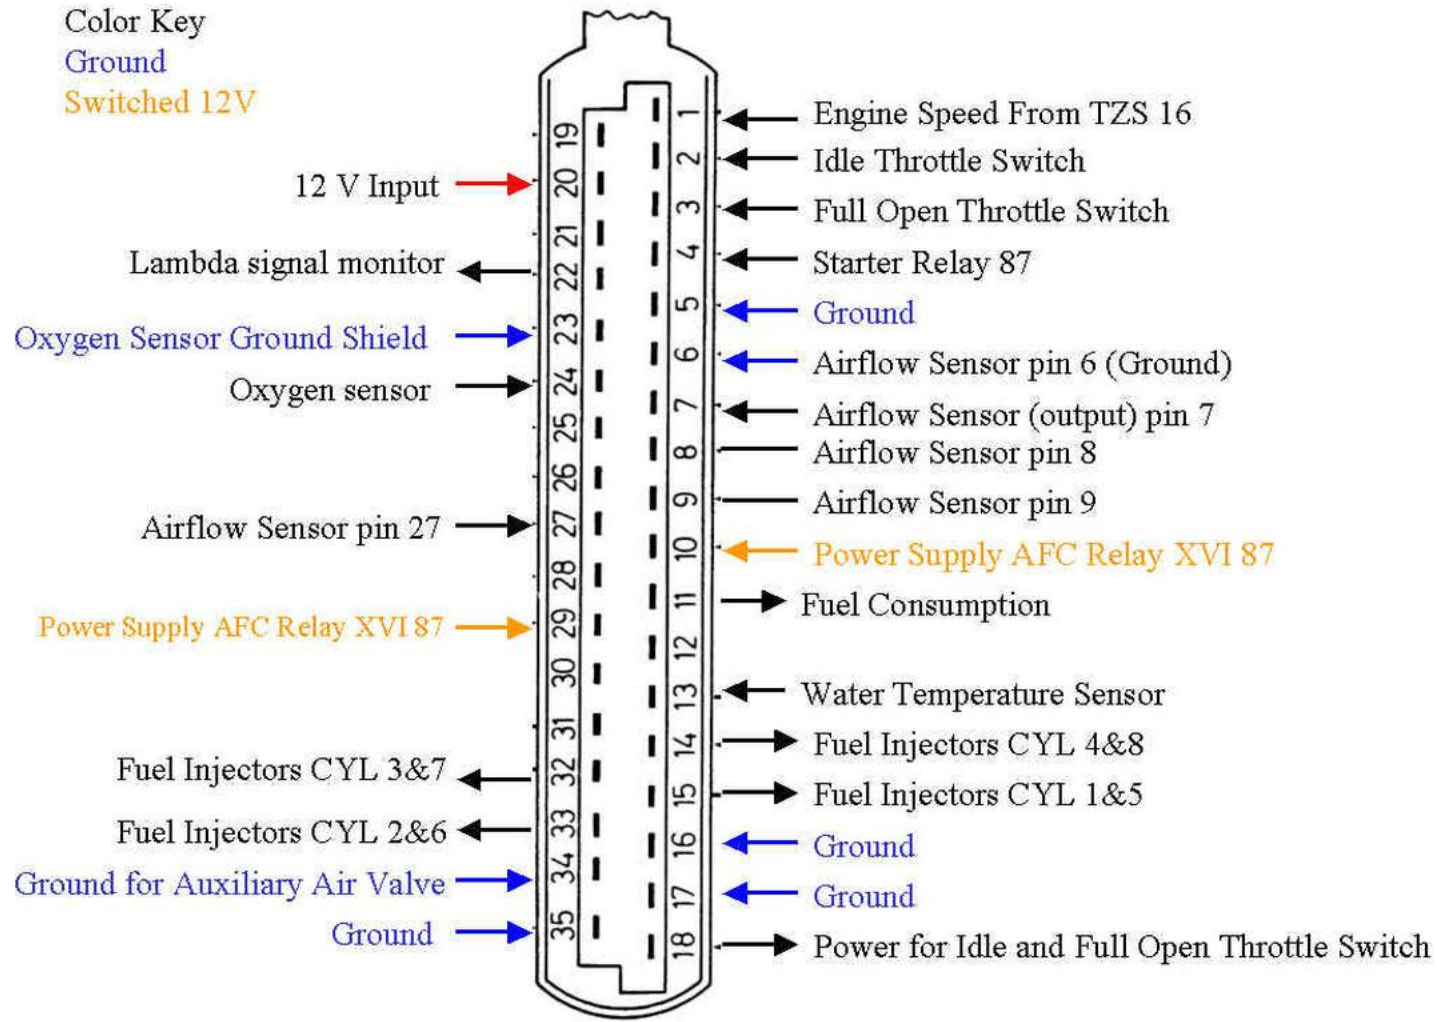 Color Key
Ground
Switched 12V
19
12 V Input
20
21
Lambda signal monitor
22
Oxygen Sensor Ground Shield
23
Oxygen sensor
24
25
26
Airflow Sensor pin 27
27
28
Power Supply AFC Relay XVI 87
29
30
31
Fuel Injectors CYL 3&7
32
Fuel Injectors CYL 2&6
33
Ground for Auxiliary Air Valve
34
Ground
35
1
Engine Speed From TZS 16
2
Idle Throttle Switch
3
Full Open Throttle Switch
4
Starter Relay 87
5
Ground
6
Airflow Sensor pin 6 (Ground)
7
Airflow Sensor (output) pin 7
8
Airflow Sensor pin 8
9
Airflow Sensor pin 9
10
Power Supply AFC Relay XVI 87
11
Fuel Consumption
12
13
Water Temperature Sensor
14
Fuel Injectors CYL 4&8
15
Fuel Injectors CYL 1&5
16
Ground
17
Ground
18
Power for Idle and Full Open Throttle Switch